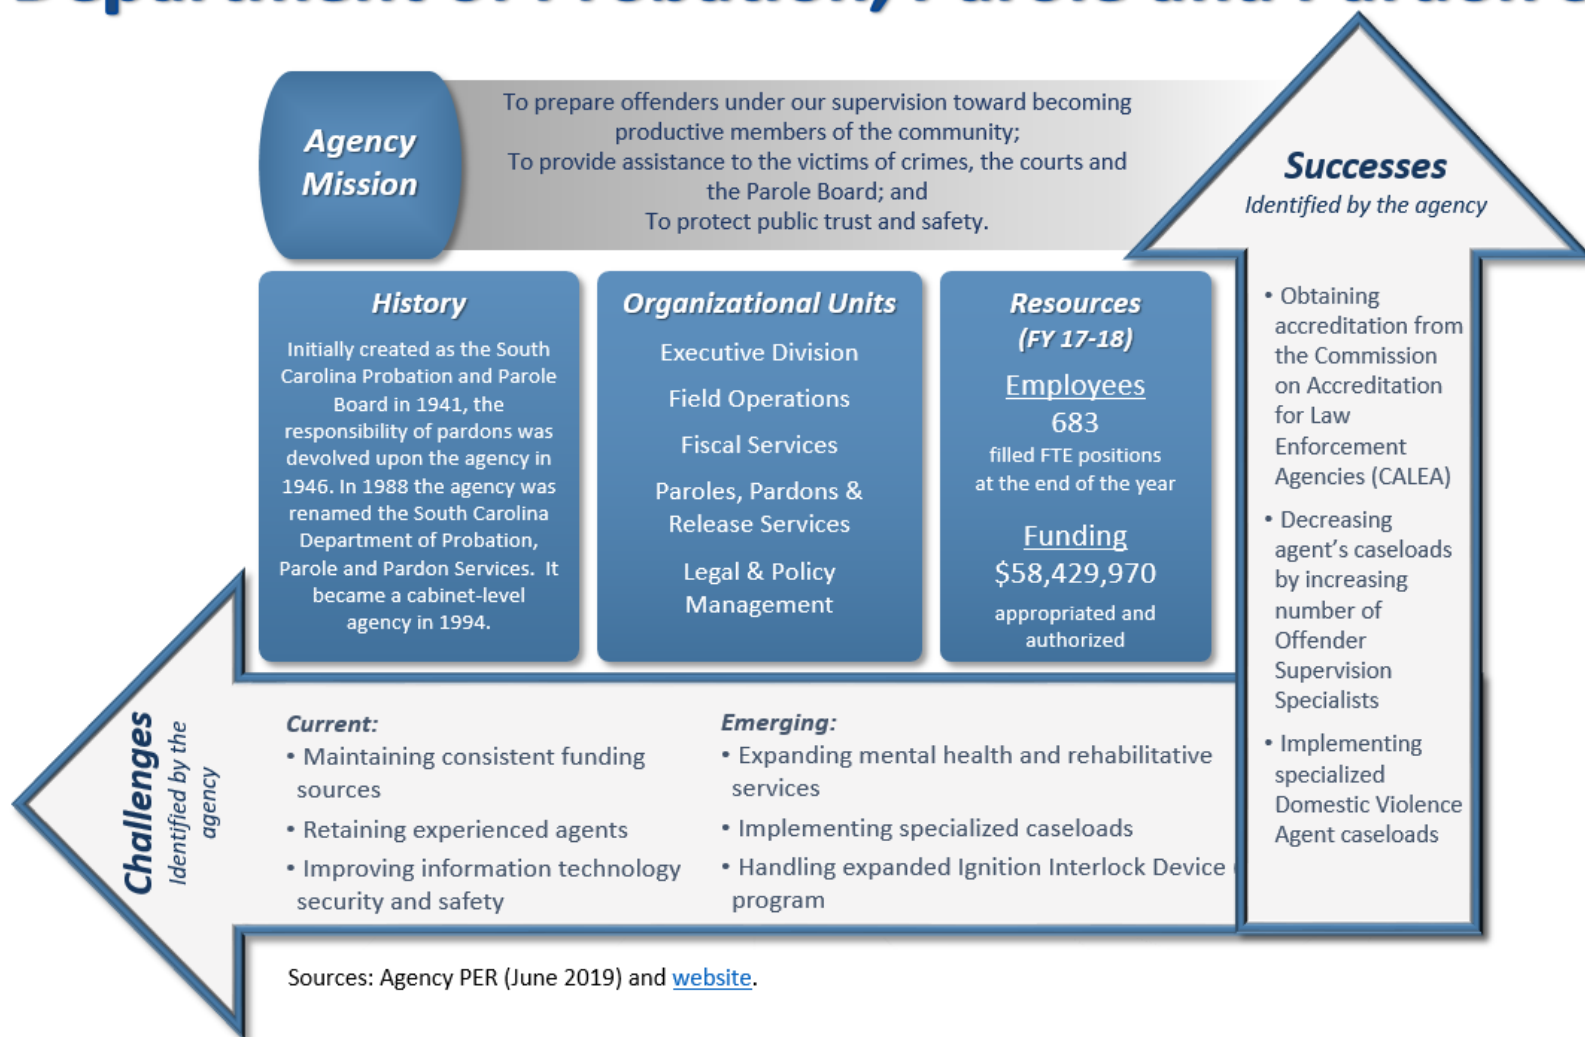 Department of Probation, Parole and Pardon
Agency
Mission
To prepare offenders under our supervision toward becoming
productive members of the community;
To provide assistance to the victims of crimes, the courts and
the Parole Board; and
To protect public trust and safety.
Successes
Identified by the agency
History
Initially created as the South
Carolina Probation and Parole
Board in 1941, the
responsibility of pardons was
devolved upon the agency in
1946. In 1988 the agency was
renamed the South Carolina
Department of Probation,
Parole and Pardon Services. It
became a cabinet-level
agency in 1994.
Organizational Units
Executive Division
Field Operations
Fiscal Services
Paroles, Pardons &
Release Services
Legal & Policy
Management
Resources
(FY 17-18)
Employees
683
filled FTE positions
at the end of the year
Funding
$58,429,970
appropriated and
authorized
• Obtaining
accreditation from
the Commission
on Accreditation
for Law
Enforcement
Agencies (CALEA)
• Decreasing
agent's caseloads
by increasing
number of
Offender
Supervision
Specialists
• Implementing
specialized
Domestic Violence
Agent caseloads
Challenges
Identified by the
agency
Current:
• Maintaining consistent funding
sources
• Retaining experienced agents
• Improving information technology
security and safety
Emerging:
• Expanding mental health and rehabilitative
services
• Implementing specialized caseloads
• Handling expanded Ignition Interlock Device
program
Sources: Agency PER (June 2019) and website.